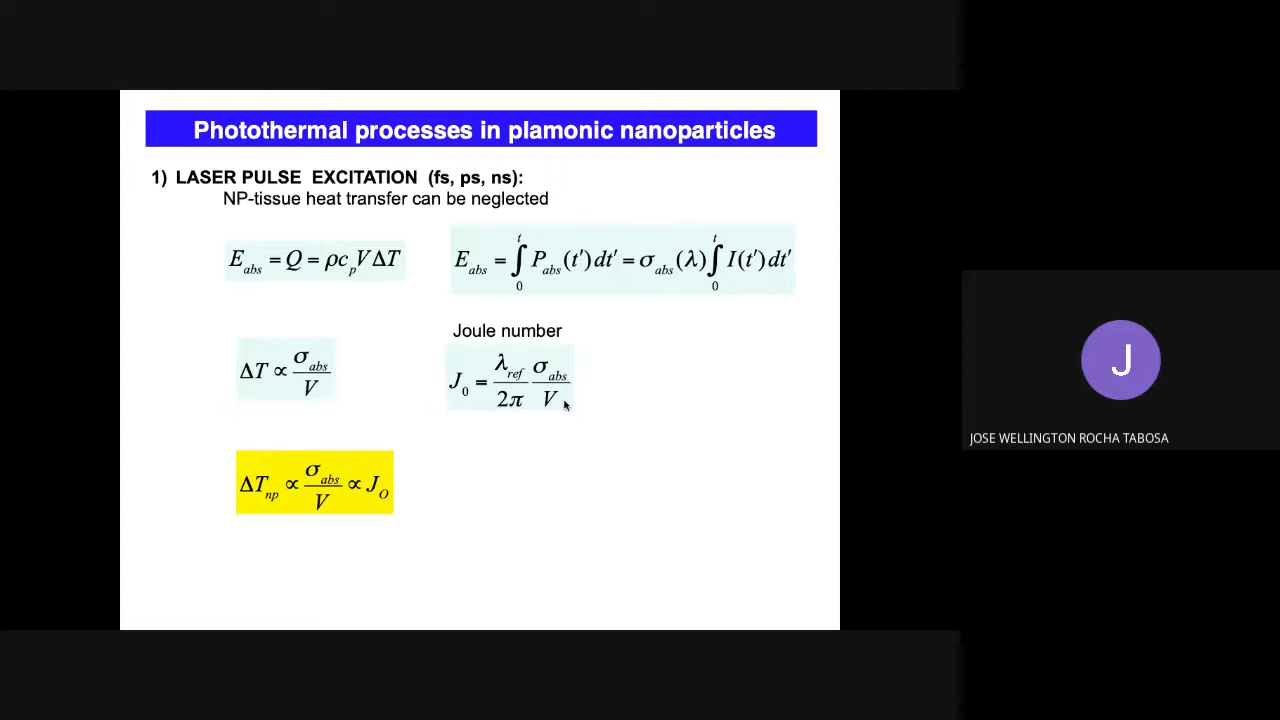 Photothermal processes in plamonic nanoparticles
1) LASER PULSE EXCITATION (fs, ps, ns):
NP-tissue heat transfer can be neglected
E_abs = Q = ρc_pVΔT
E_abs = ∫_0^t P_abs(t')dt' = σ_abs(λ)∫_0^t I(t')dt'
Joule number
ΔT ∝ σ_abs/V
J_0 = λ_ref/2π σ_abs/V
J
JOSE WELLINGTON ROCHA TABOSA
ΔT_np ∝ σ_abs/V ∝ J_O